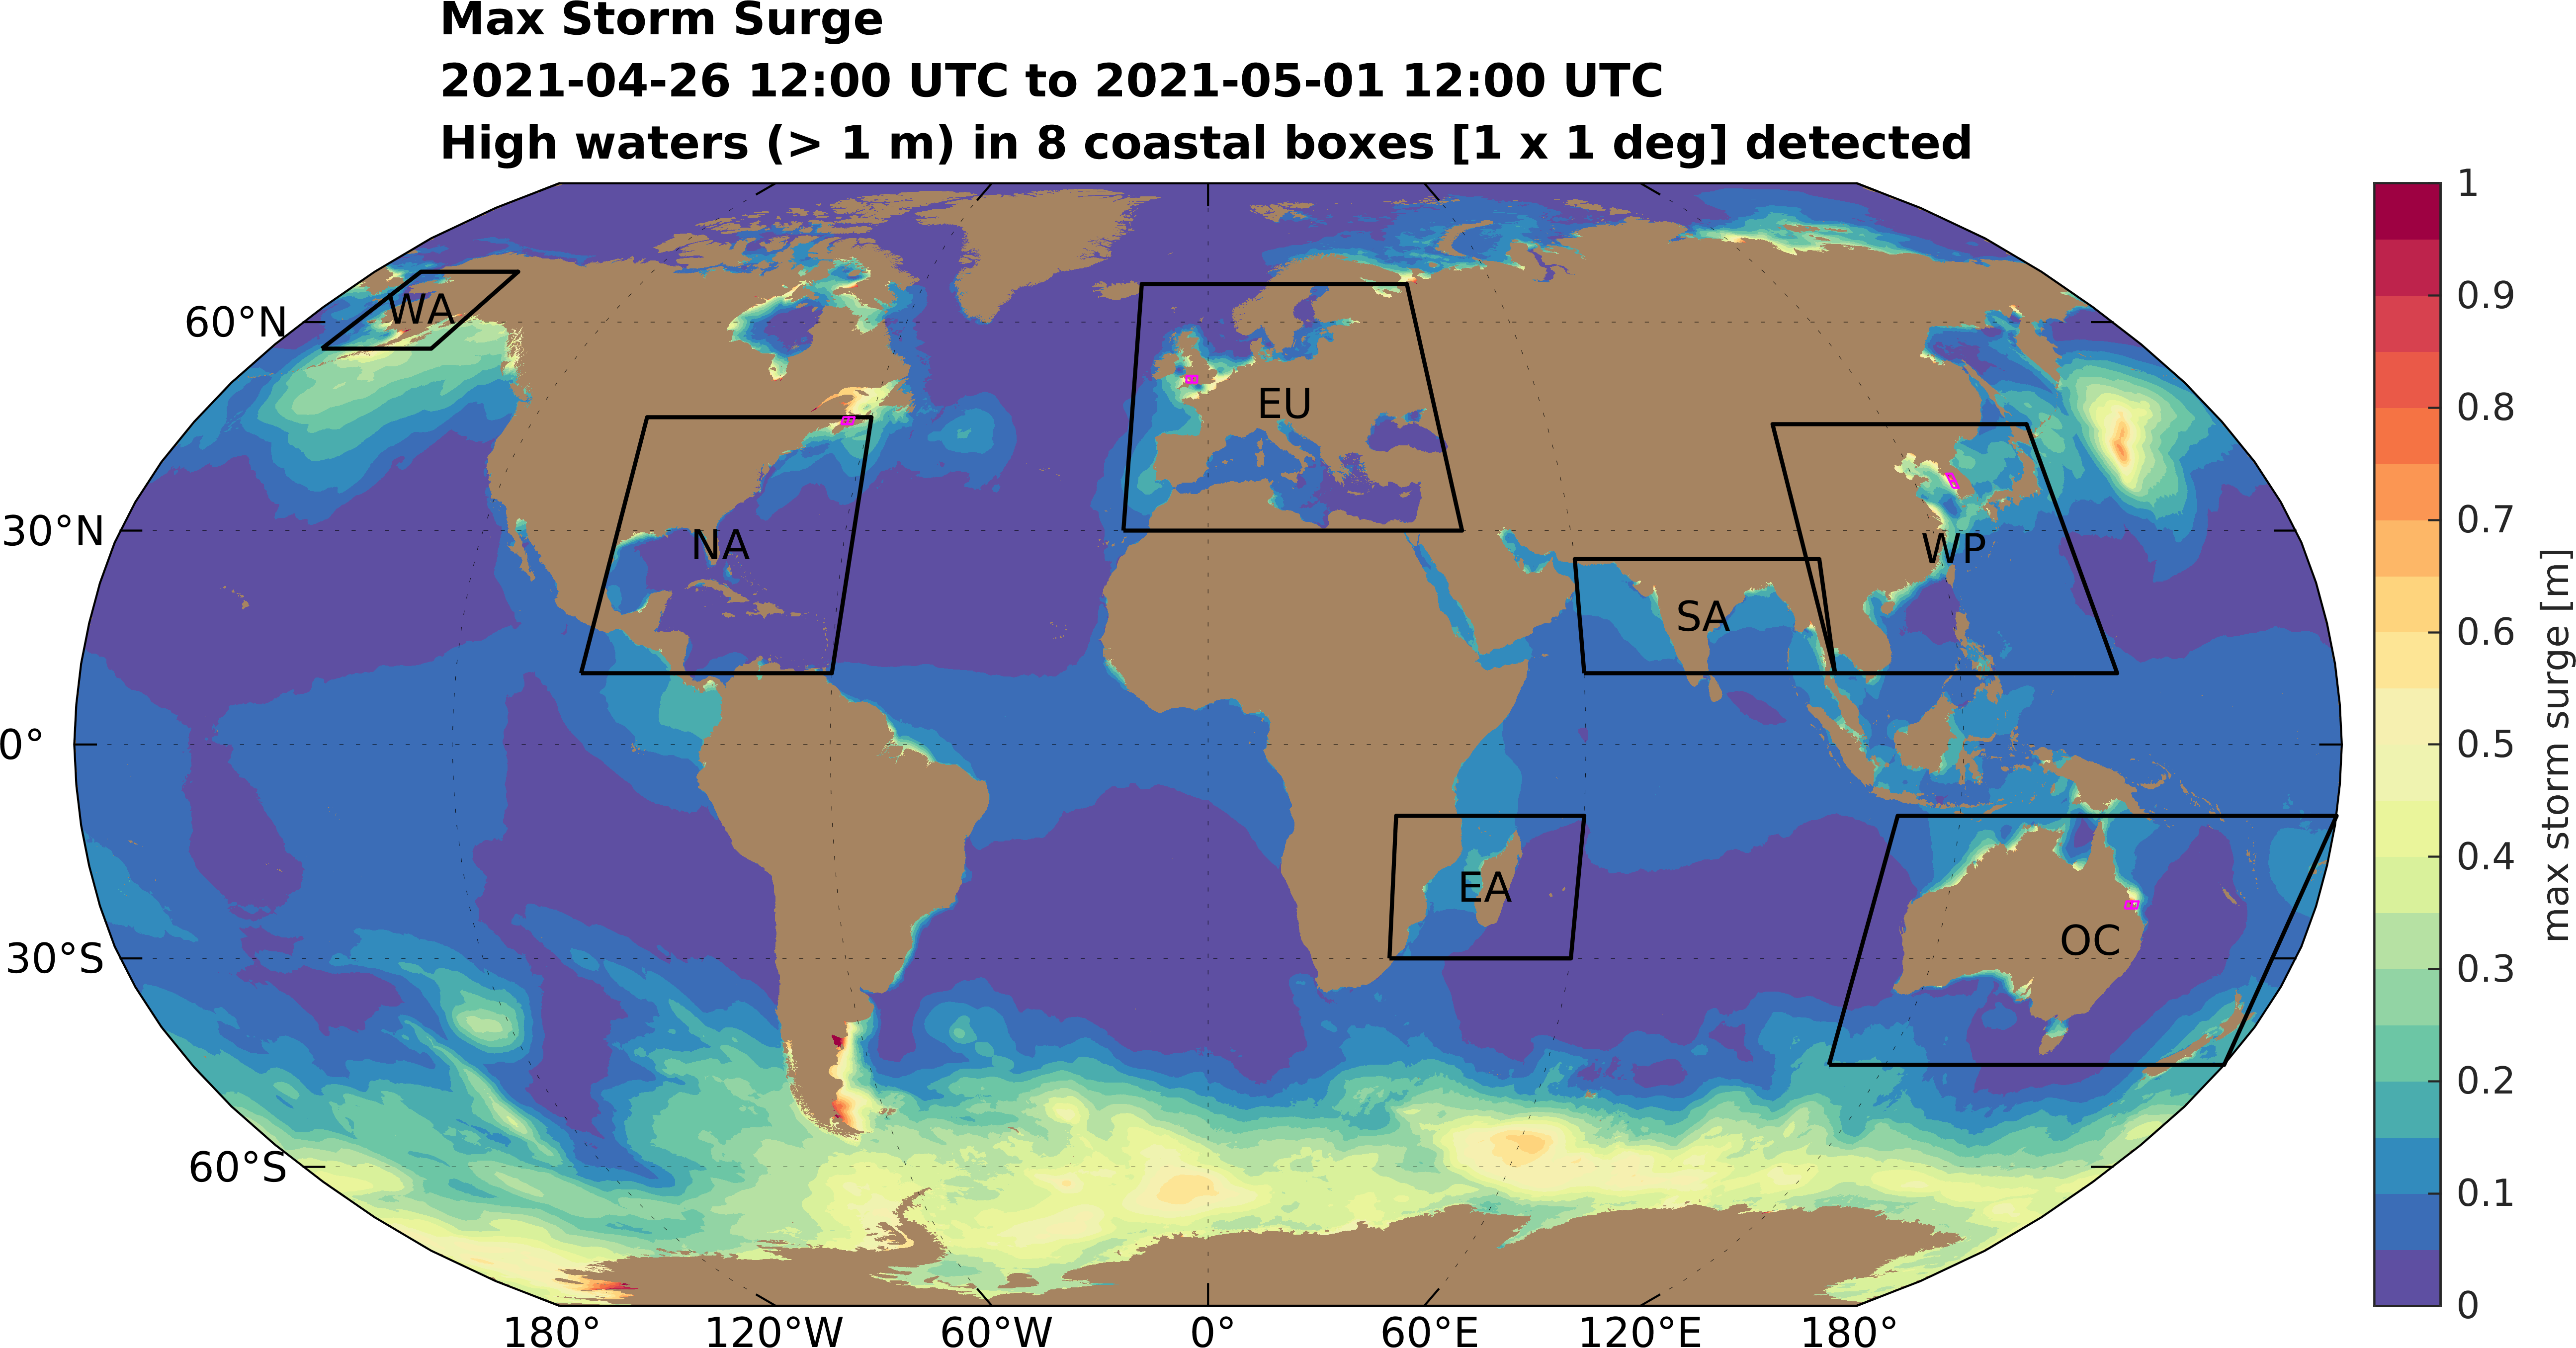 Max Storm Surge
2021-04-26 12:00 UTC to 2021-05-01 12:00 UTC
High waters (> 1 m) in 8 coastal boxes [1 x 1 deg] detected
60°N
30°N
0°
30°S
60°S
WA
NA
EU
SA
WP
EA
OC
180°
120°W
60°W
0°
60°E
120°E
180°
1
0.9
0.8
0.7
0.6
0.5
0.4
0.3
0.2
0.1
0
max storm surge [m]